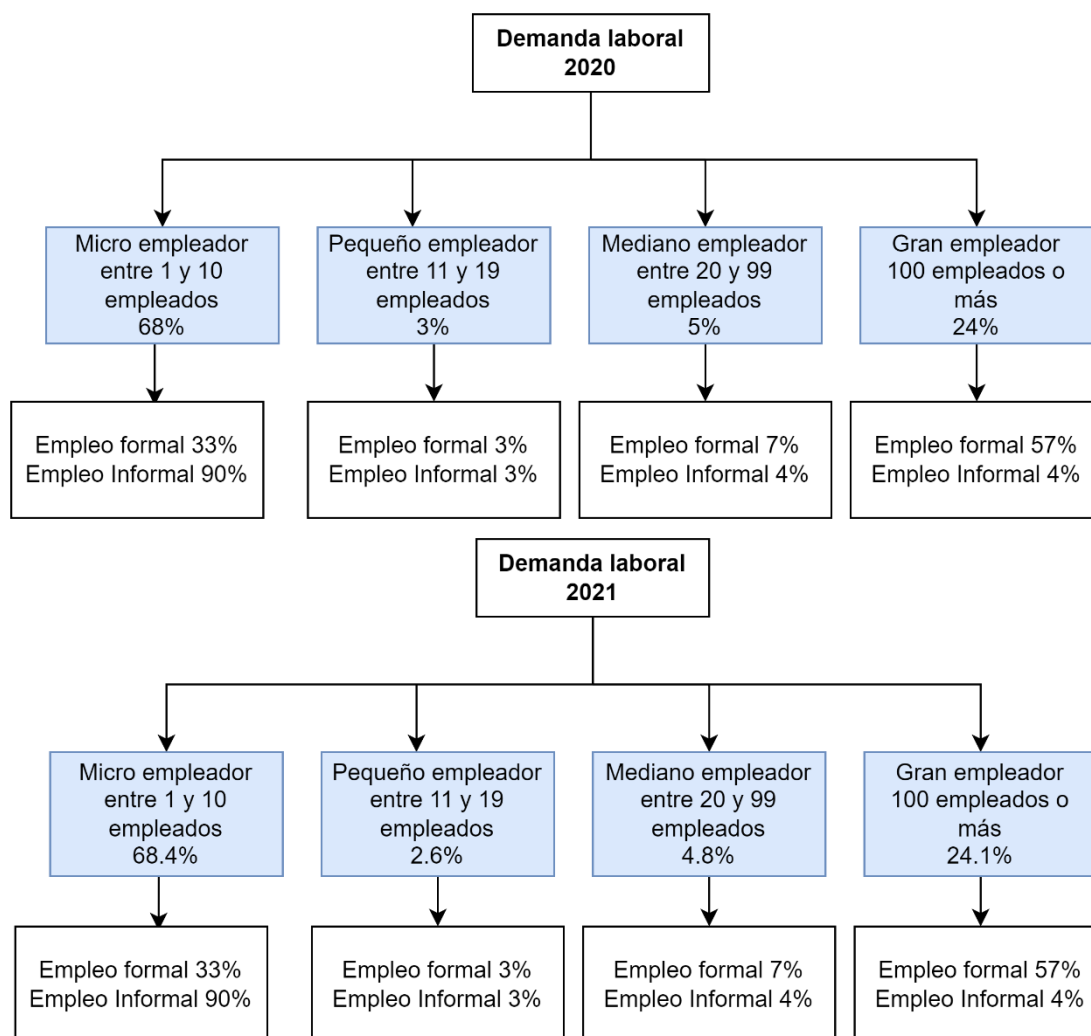 Demanda laboral
2020
Micro empleador
entre 1 y 10
empleados
68%
Pequeño empleador
entre 11 y 19
empleados
3%
Mediano empleador
entre 20 y 99
empleados
5%
Gran empleador
100 empleados o
más
24%
Empleo formal 33%
Empleo Informal 90%
Empleo formal 3%
Empleo Informal 3%
Empleo formal 7%
Empleo Informal 4%
Empleo formal 57%
Empleo Informal 4%
Demanda laboral
2021
Micro empleador
entre 1 y 10
empleados
68.4%
Pequeño empleador
entre 11 y 19
empleados
2.6%
Mediano empleador
entre 20 y 99
empleados
4.8%
Gran empleador
100 empleados o
más
24.1%
Empleo formal 33%
Empleo Informal 90%
Empleo formal 3%
Empleo Informal 3%
Empleo formal 7%
Empleo Informal 4%
Empleo formal 57%
Empleo Informal 4%